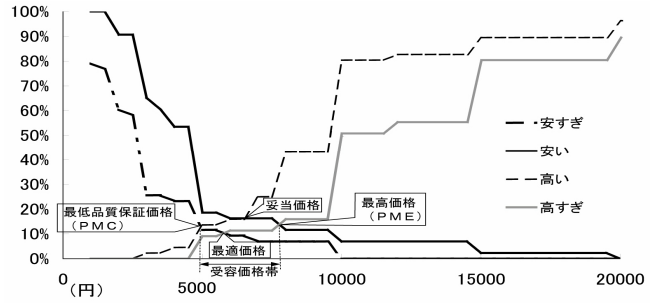 100%
90%
80%
70%
60%
50%
40%
30%
20%
10%
0%
安すぎ
安い
高い
高すぎ
妥当価格
最低品質保証価格
（PMC）
最高価格
（PME）
最適価格
受容価格帯
0 5000 10000 15000 20000
（円）